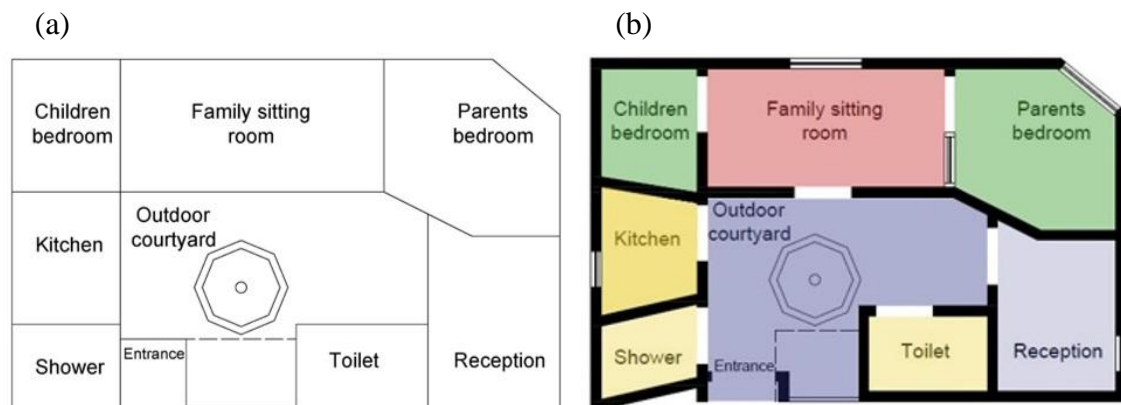 (a)
Children
bedroom
Family sitting
room
Parents
bedroom
Kitchen
Outdoor
courtyard
Shower
Entrance
Toilet
Reception
(b)
Children
bedroom
Family sitting
room
Parents
bedroom
Kitchen
Outdoor
courtyard
Shower
Entrance
Toilet
Reception